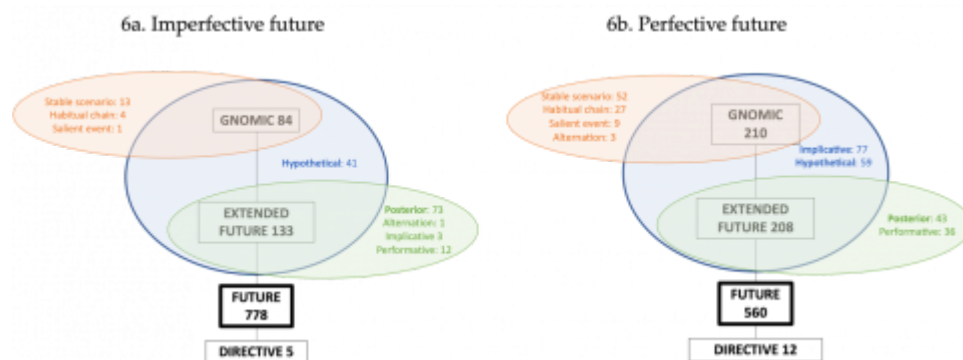 6a. Imperfective future
Stable scenario: 13
Habitual chain: 4
Salient event: 1
GNOMIC 84
Hypothetical: 41
EXTENDED
FUTURE 133
Posterior: 73
Alternation: 1
Implicative 3
Performative: 12
FUTURE
778
DIRECTIVE 5
6b. Perfective future
Stable scenario: 52
Habitual chain: 27
Salient event: 9
Alternation: 3
GNOMIC
210
Implicative: 77
Hypothetical: 59
EXTENDED
FUTURE 208
Posterior: 43
Performative: 36
FUTURE
560
DIRECTIVE 12